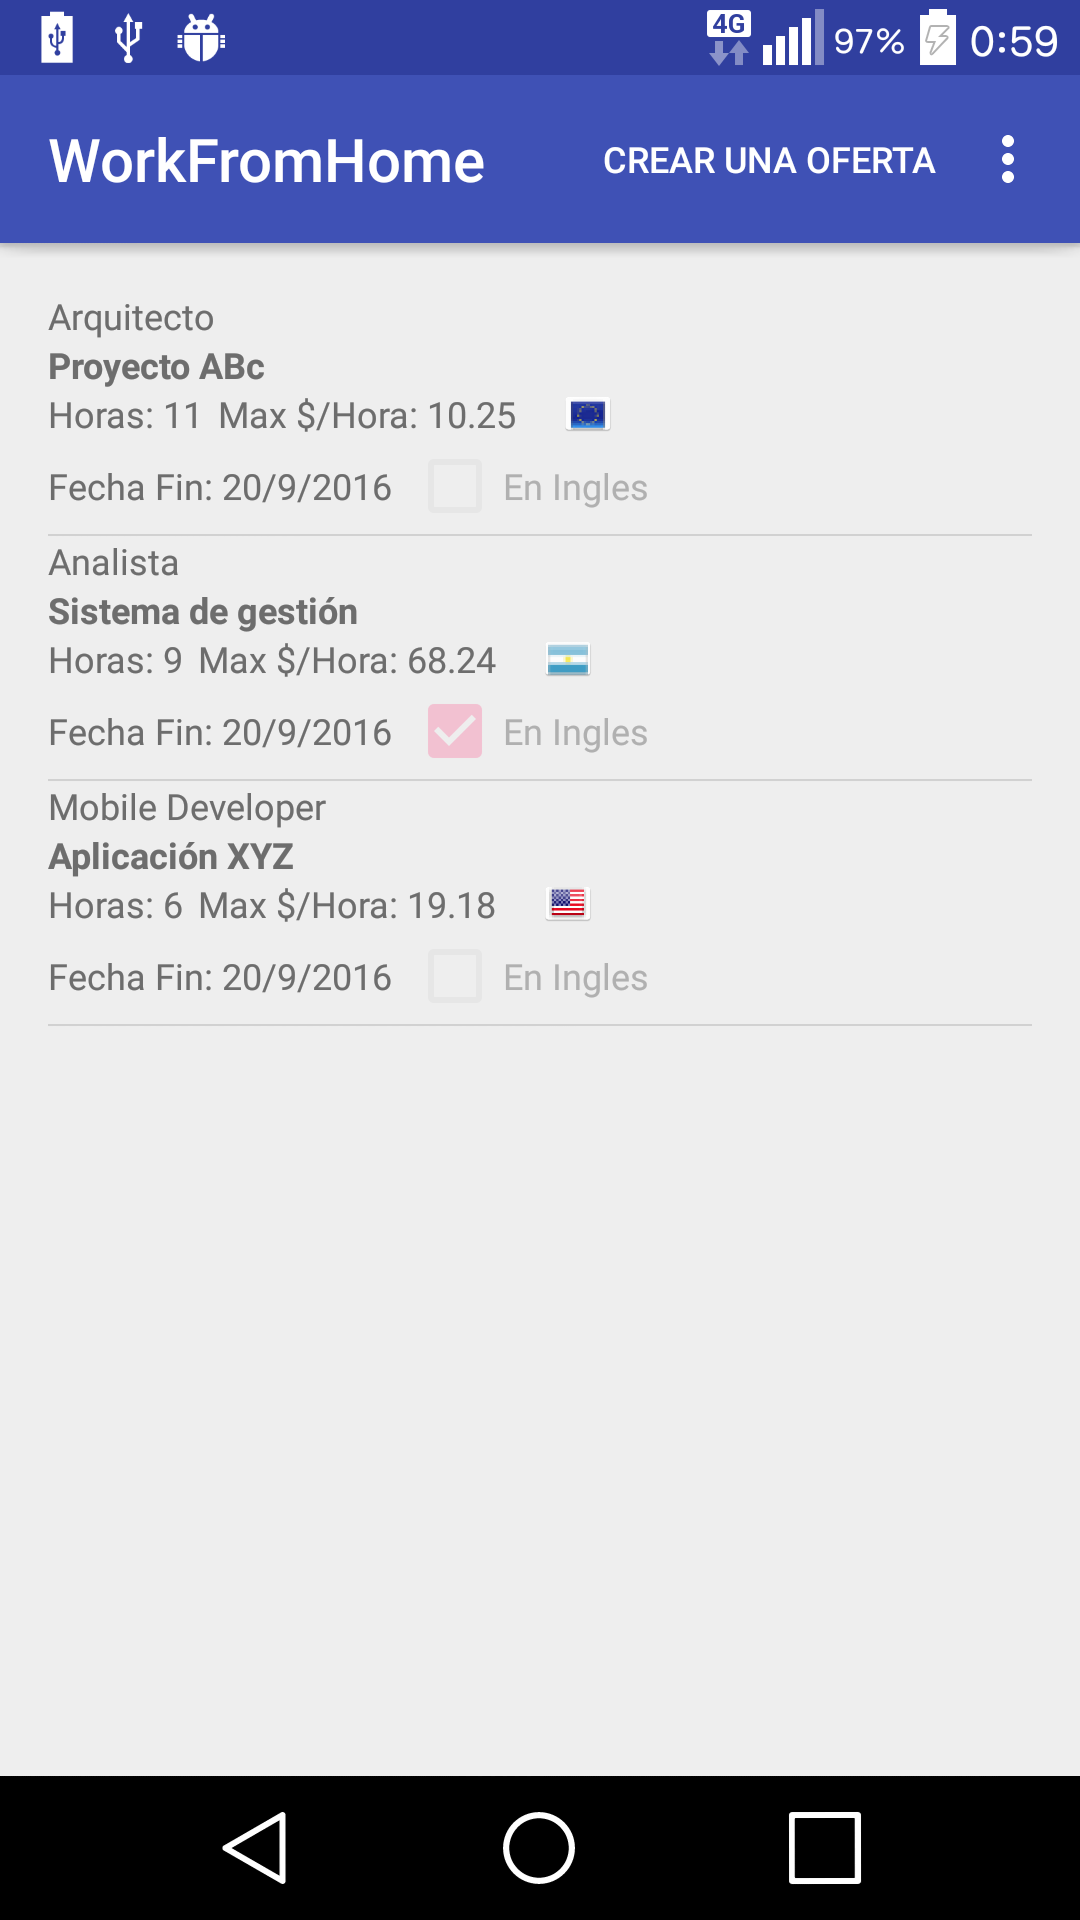 4G 97% 0:59
WorkFromHome CREAR UNA OFERTA
Arquitecto
Proyecto ABc
Horas: 11 Max $/Hora: 10.25
Fecha Fin: 20/9/2016 En Ingles
Analista
Sistema de gestión
Horas: 9 Max $/Hora: 68.24
Fecha Fin: 20/9/2016 En Ingles
Mobile Developer
Aplicación XYZ
Horas: 6 Max $/Hora: 19.18
Fecha Fin: 20/9/2016 En Ingles